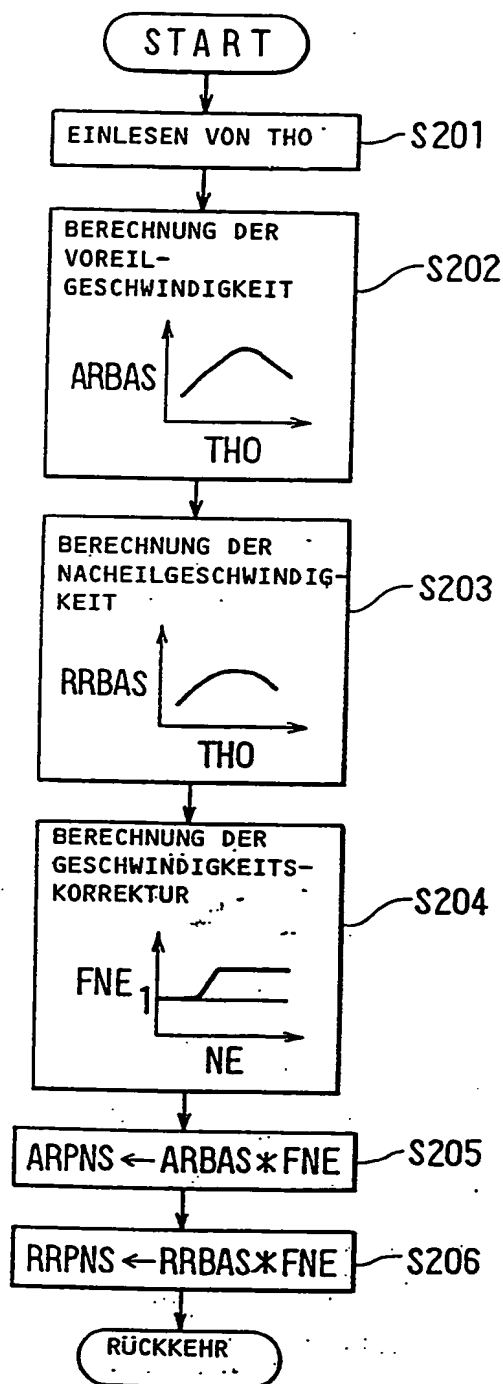 START
EINLESEN VON THO
S201
BERECHNUNG DER
VOREIL-
GESCHWINDIGKEIT
S202
ARBAS
THO
BERECHNUNG DER
NACHEILGESCHWINDIG-
KEIT
S203
RRBAS
THO
BERECHNUNG DER
GESCHWINDIGKEITS-
KORREKTUR
S204
FNE
1
NE
ARPNS ← ARBAS*FNE
S205
RRPNS ← RRBAS*FNE
S206
RÜCKKEHR